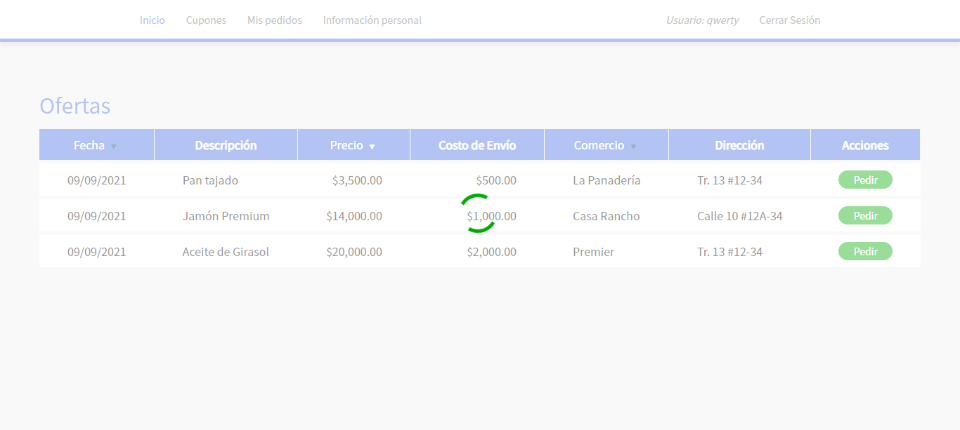 Inicio Cupones Mis pedidos Información personal Usuario: qwerty Cerrar Sesión
Ofertas
Fecha ▼ Descripción Precio ▼ Costo de Envío Comercio ▼ Dirección Acciones
09/09/2021 Pan tajado $3,500.00 $500.00 La Panadería Tr. 13 #12-34 Pedir
09/09/2021 Jamón Premium $14,000.00 $1,000.00 Casa Rancho Calle 10 #12A-34 Pedir
09/09/2021 Aceite de Girasol $20,000.00 $2,000.00 Premier Tr. 13 #12-34 Pedir